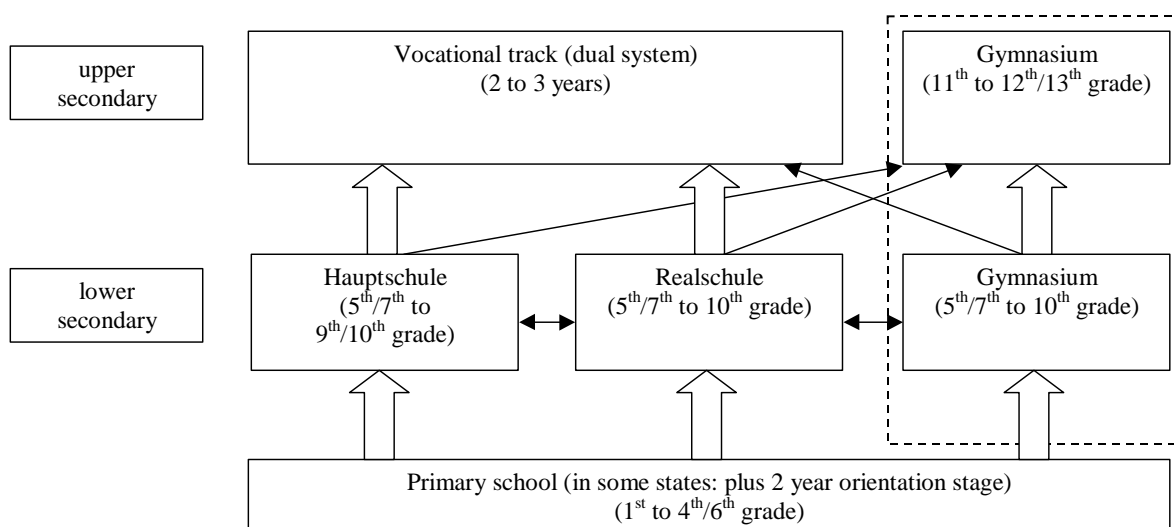 upper
secondary
Vocational track (dual system)
(2 to 3 years)
Gymnasium
(11th to 12th/13th grade)
lower
secondary
Hauptschule
(5th/7th to
9th/10th grade)
Realschule
(5th/7th to 10th grade)
Gymnasium
(5th/7th to 10th grade)
Primary school (in some states: plus 2 year orientation stage)
(1st to 4th/6th grade)